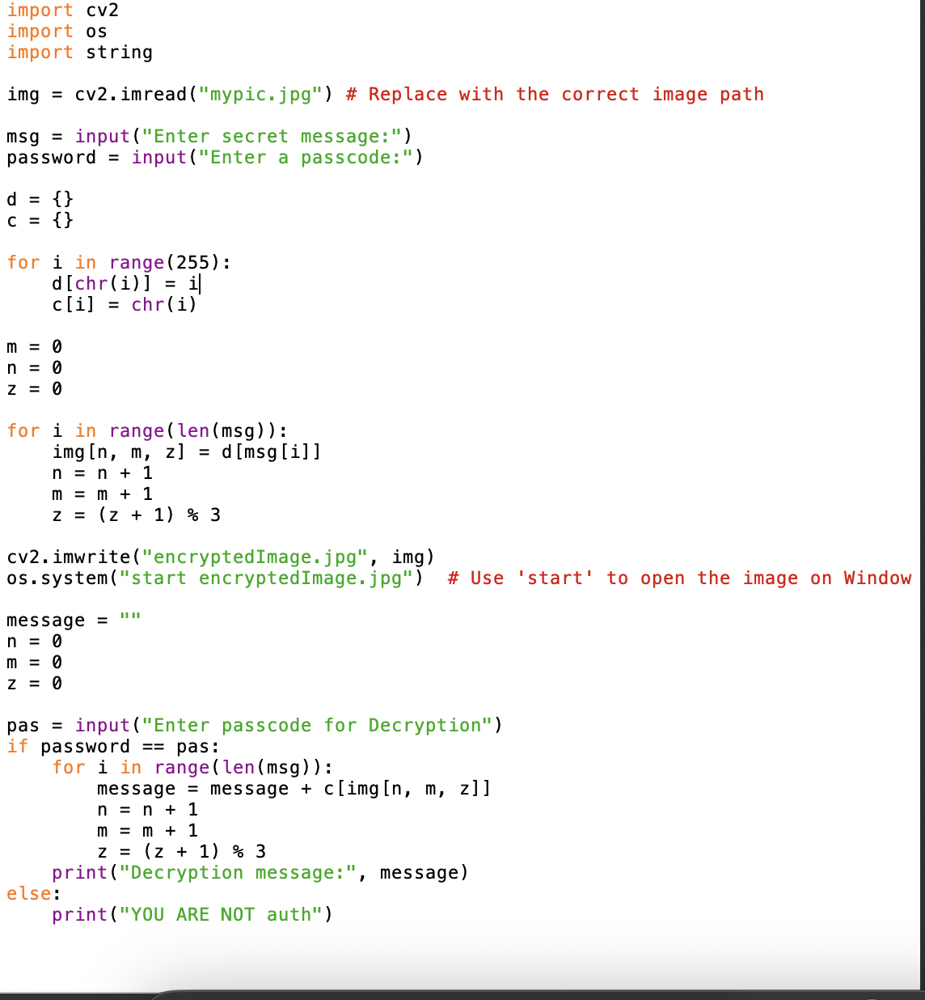 import cv2
import os
import string
img = cv2.imread("mypic.jpg") # Replace with the correct image path
msg = input("Enter secret message:")
password = input("Enter a passcode:")
d = {}
c = {}
for i in range(255):
    d[chr(i)] = i
    c[i] = chr(i)
m = 0
n = 0
z = 0
for i in range(len(msg)):
    img[n, m, z] = d[msg[i]]
    n = n + 1
    m = m + 1
    z = (z + 1) % 3
cv2.imwrite("encryptedImage.jpg", img)
os.system("start encryptedImage.jpg")  # Use 'start' to open the image on Window
message = ""
n = 0
m = 0
z = 0
pas = input("Enter passcode for Decryption")
if password == pas:
    for i in range(len(msg)):
        message = message + c[img[n, m, z]]
        n = n + 1
        m = m + 1
        z = (z + 1) % 3
    print("Decryption message:", message)
else:
    print("YOU ARE NOT auth")